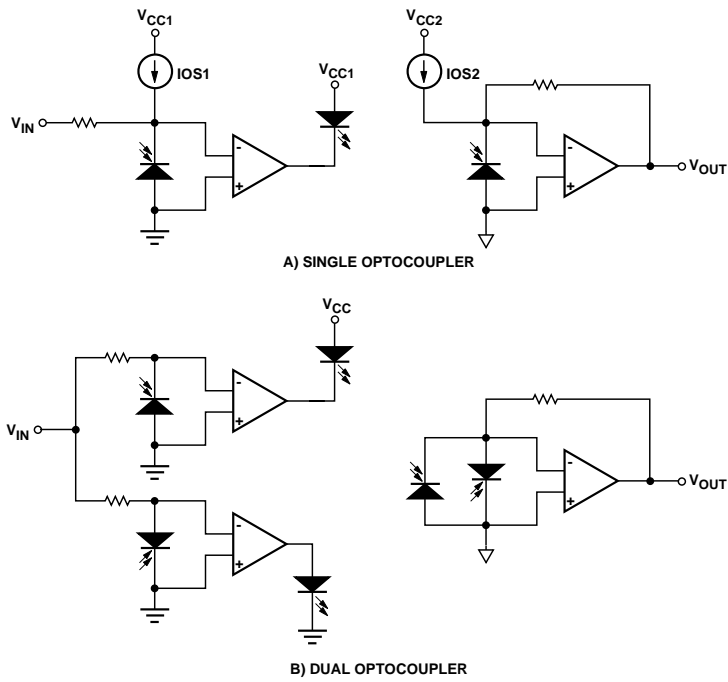 VCC1
IOS1
VCC1
VIN
-
+
VCC2
IOS2
-
+
VOUT
A) SINGLE OPTOCOUPLER
VCC
-
+
VIN
-
+
-
+
VOUT
B) DUAL OPTOCOUPLER